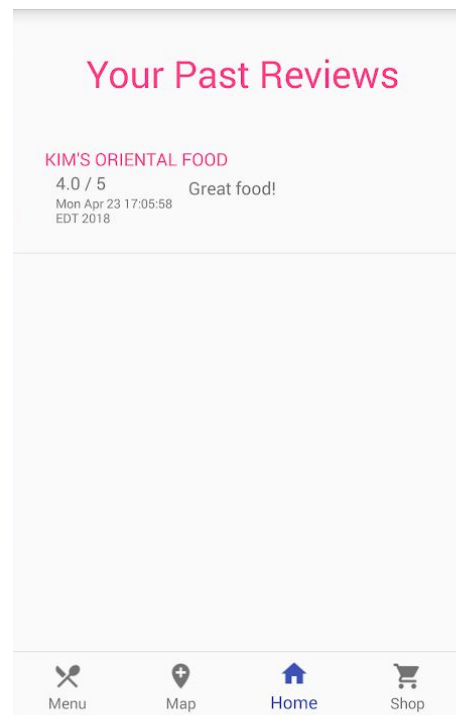 Your Past Reviews
KIM'S ORIENTAL FOOD
4.0 / 5
Great food!
Mon Apr 23 17:05:58
EDT 2018
Menu
Map
Home
Shop